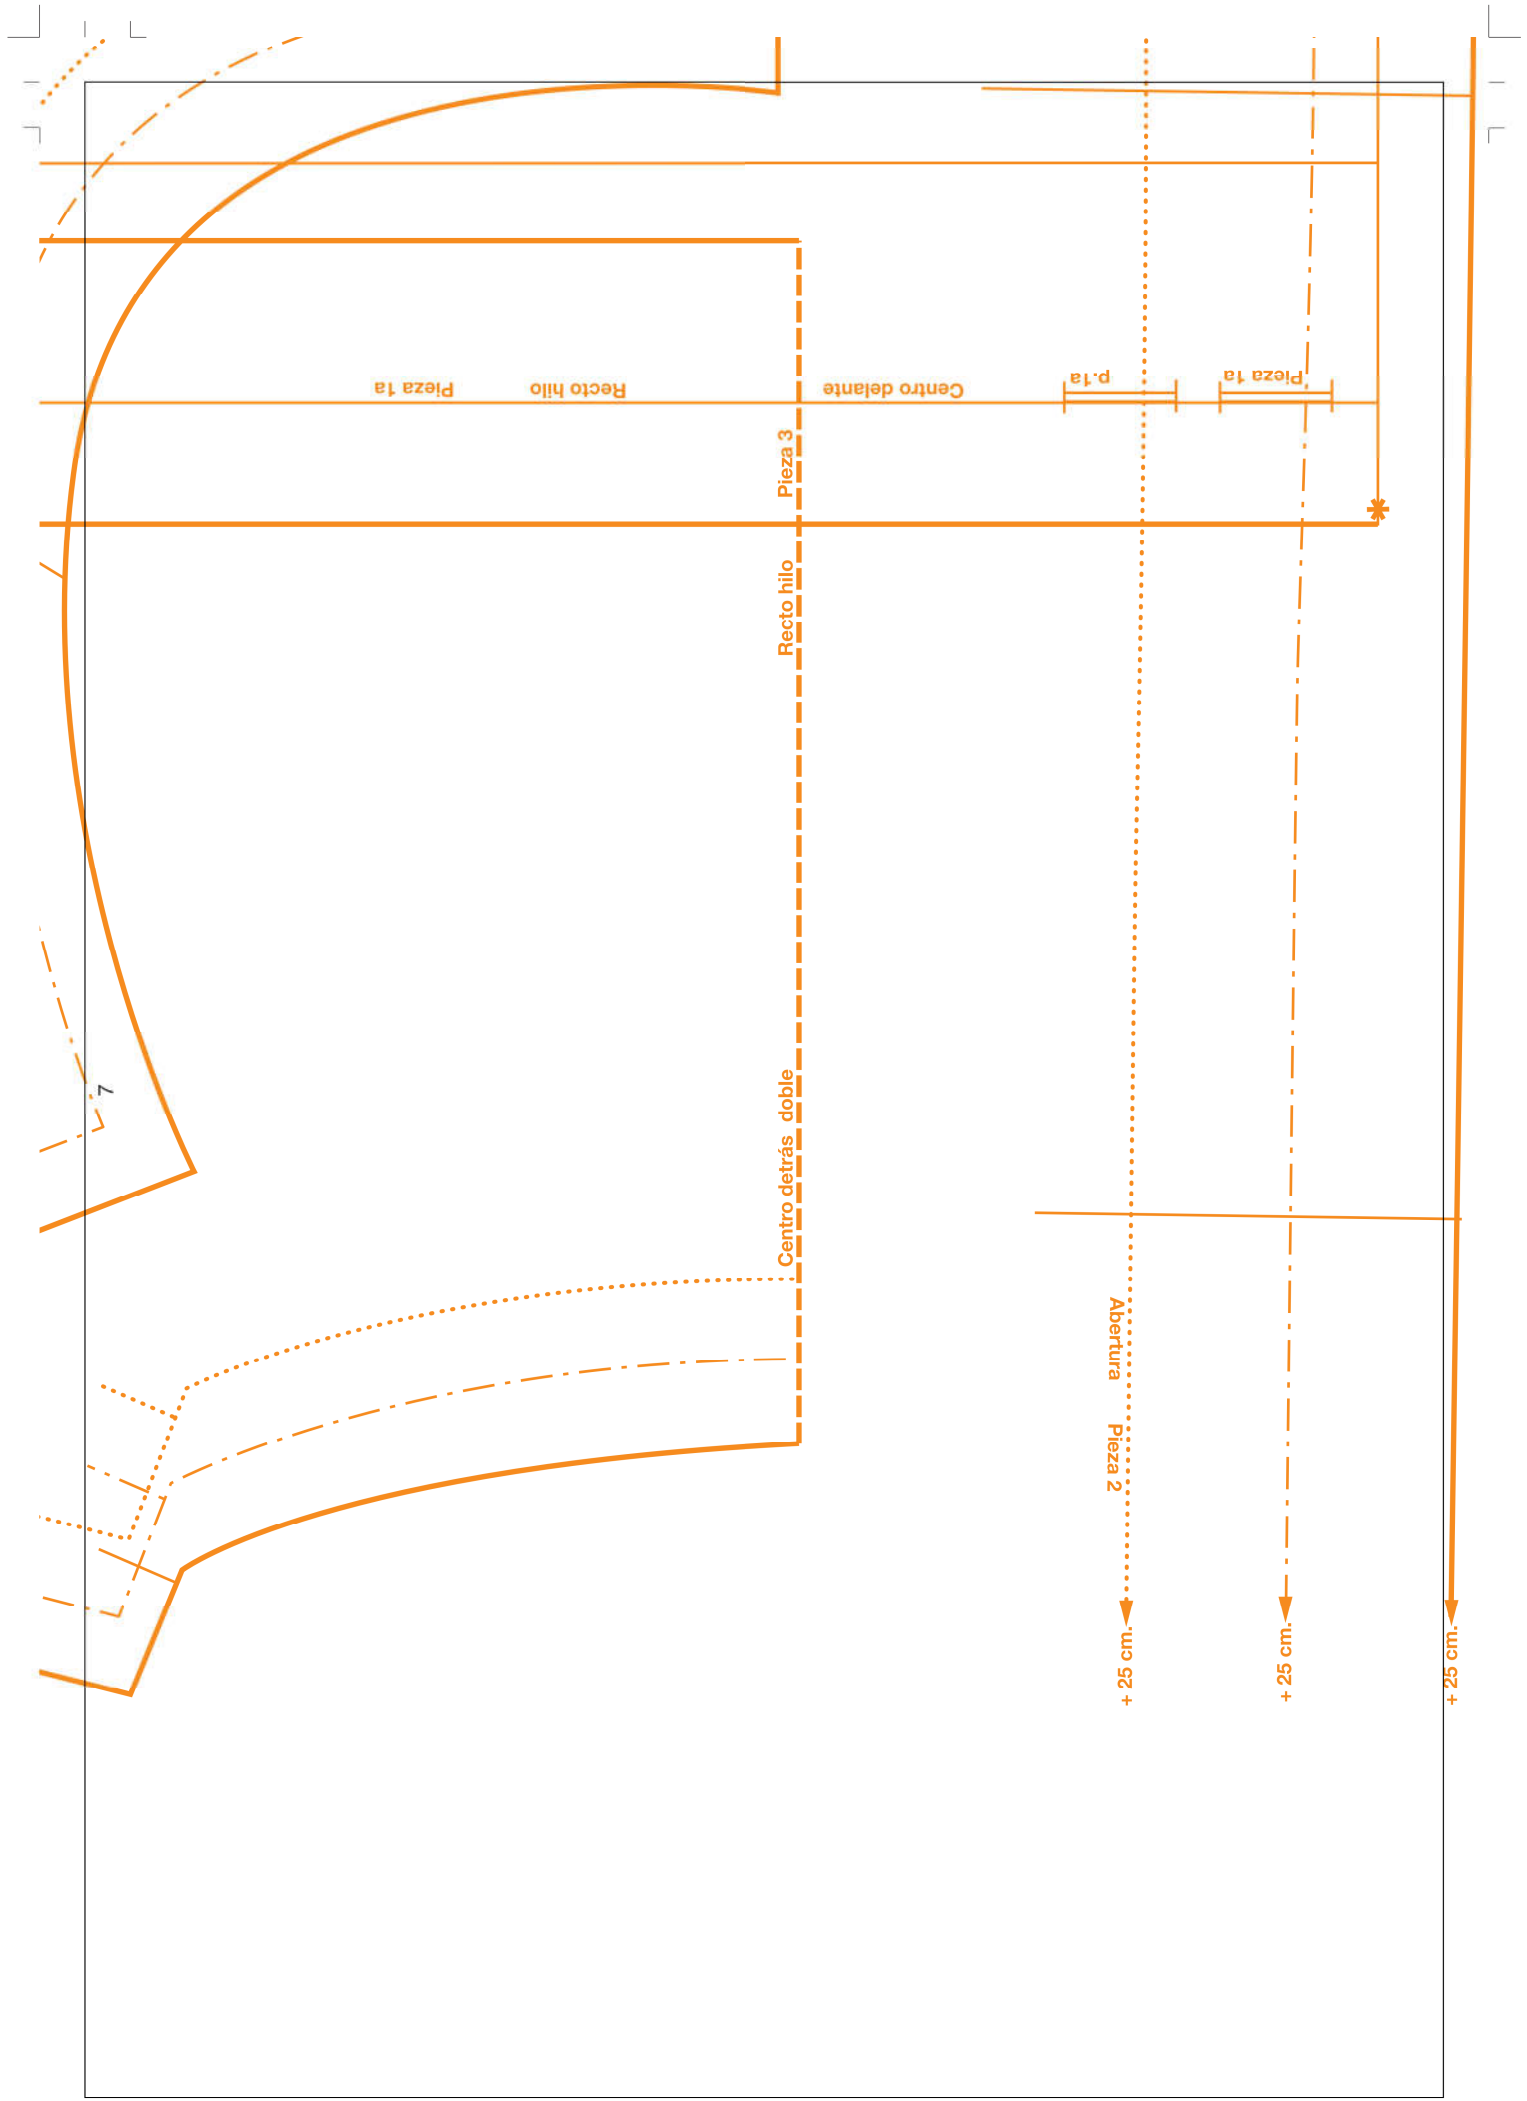 Pieza 1a
Recto hilo
Centro delante
p.1a
Pieza 1a
Pieza 3
Recto hilo
Centro detrás doble
7
Abertura
Pieza 2
+ 25 cm.
+ 25 cm.
+ 25 cm.